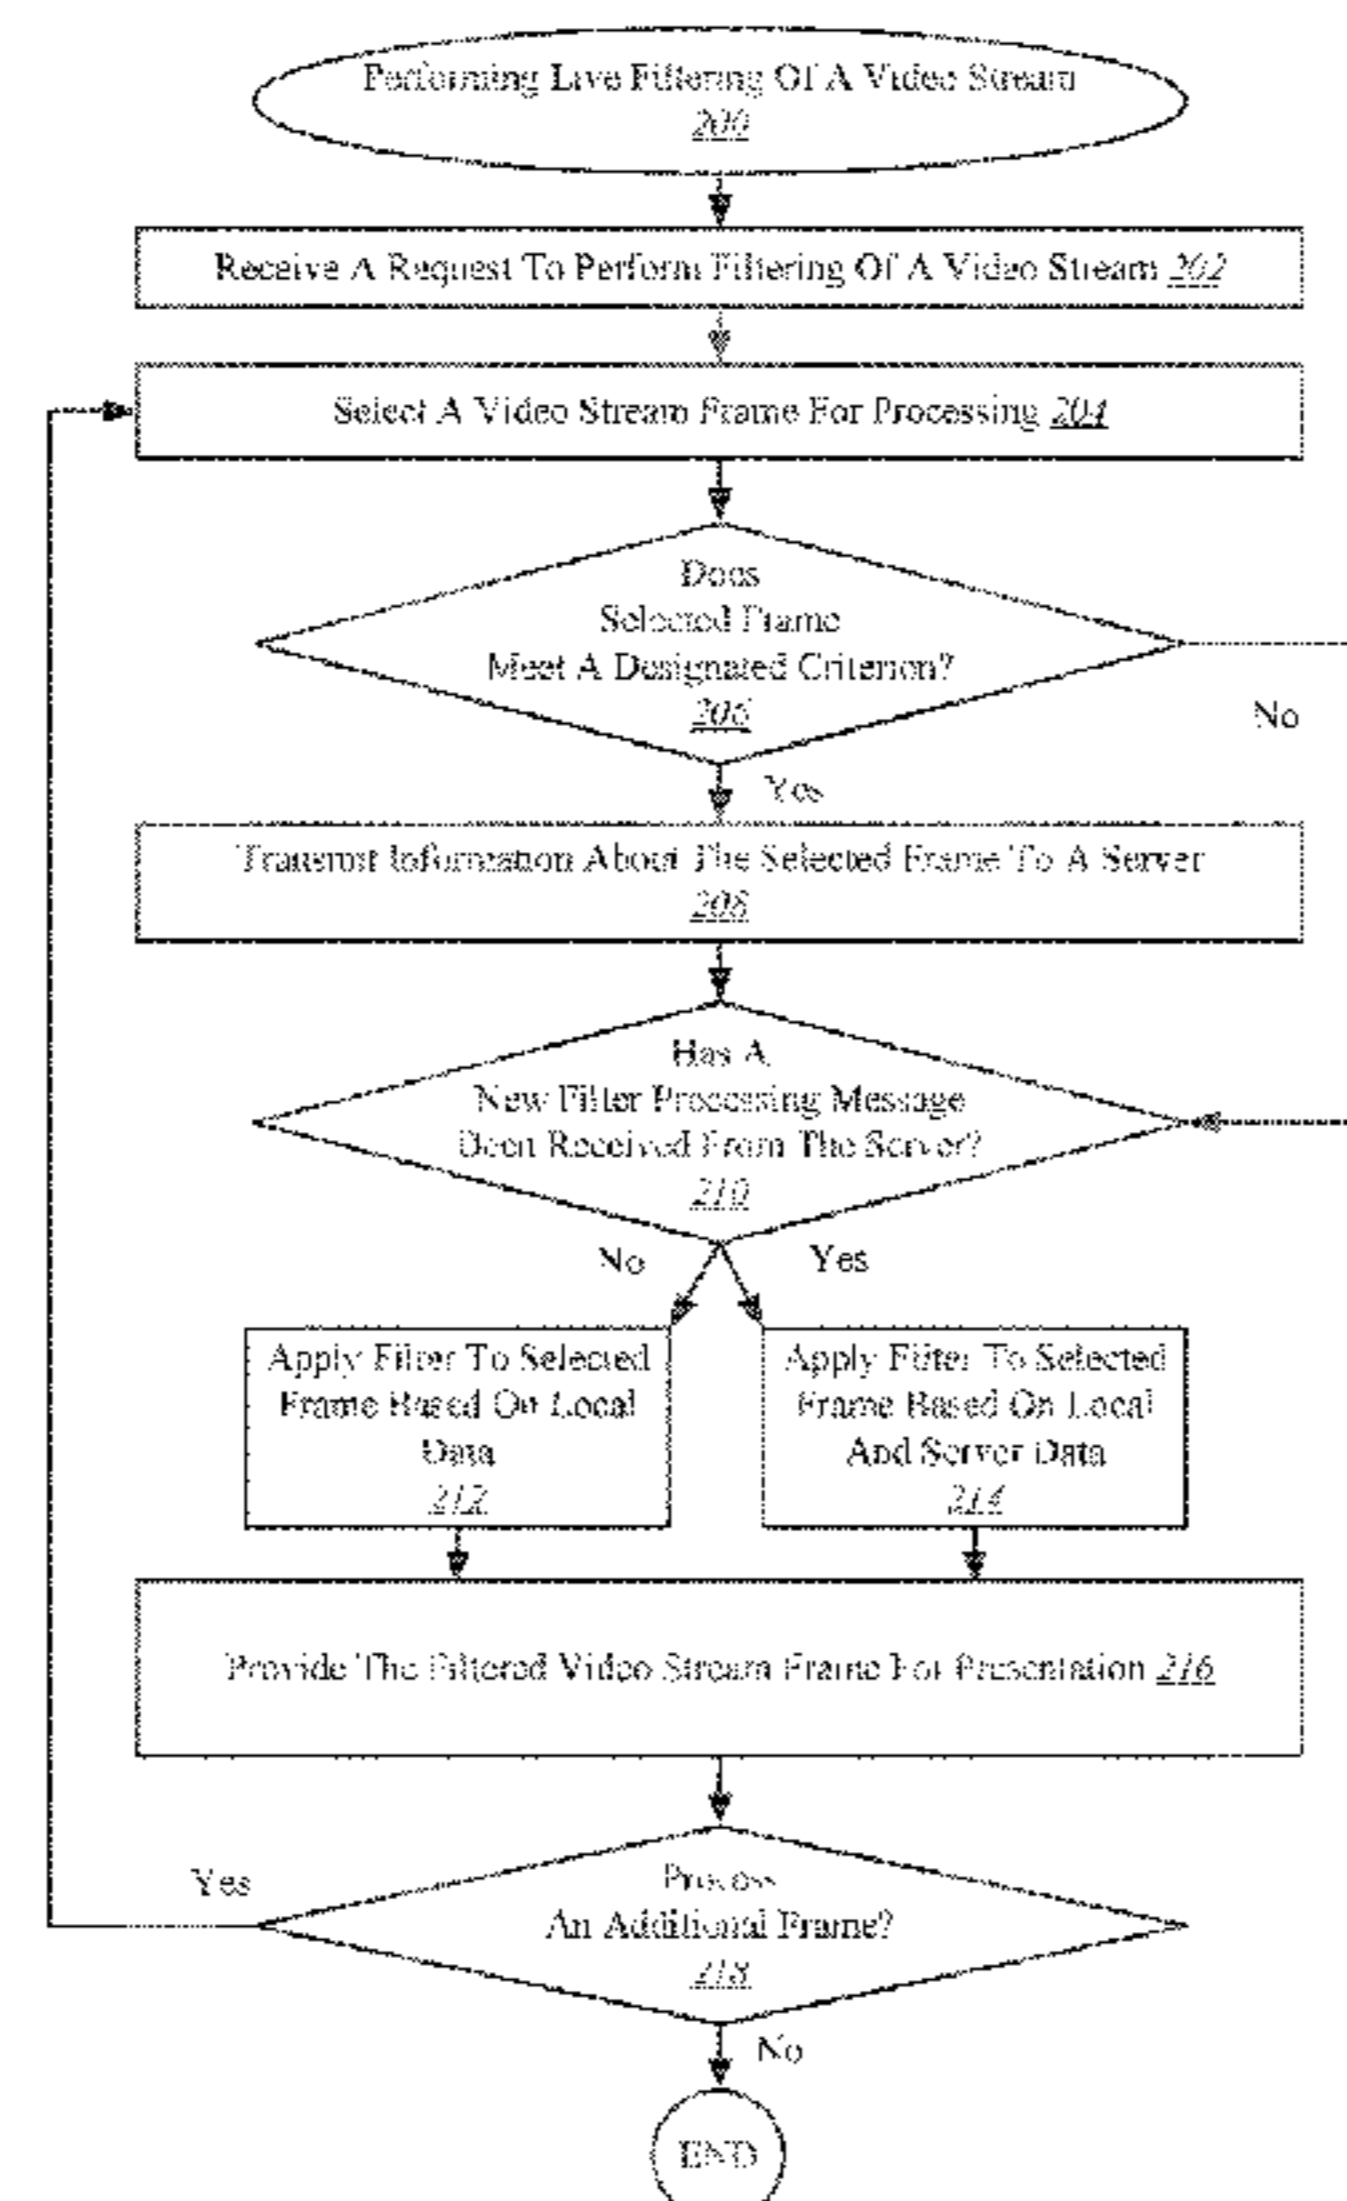 Performing Live Filtering Of A Video Stream
200
Receive A Request To Perform Filtering Of A Video Stream 202
Select A Video Stream Frame For Processing 204
Does
Selected Frame
Meet A Designated Criterion?
206
No
Yes
Transmit Information About The Selected Frame To A Server
208
Has A
New Filter Processing Message
Been Received From The Server?
210
No
Yes
Apply Filter To Selected
Frame Based On Local
Data
212
Apply Filter To Selected
Frame Based On Local
And Server Data
214
Provide The Filtered Video Stream Frame For Presentation 216
Yes
Process
An Additional Frame?
218
No
END